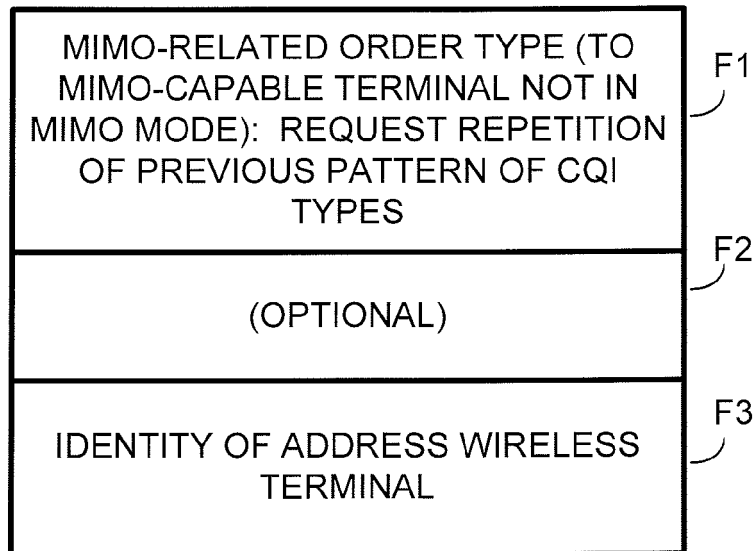 MIMO-RELATED ORDER TYPE (TO
MIMO-CAPABLE TERMINAL NOT IN
MIMO MODE): REQUEST REPETITION
OF PREVIOUS PATTERN OF CQI
TYPES
F1
(OPTIONAL)
F2
IDENTITY OF ADDRESS WIRELESS
TERMINAL
F3